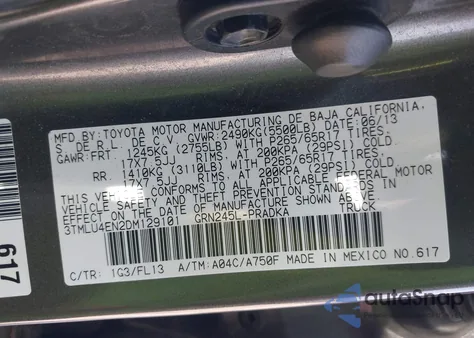 MFD.BY:TOYOTA MOTOR MANUFACTURING DE BAJA CALIFORNIA,
S. DE R.L. DE C.V. DATE: 06/13
GVWR:2490KG(5500LB)
GAWR:FRT. 1245KG (2755LB) WITH P265/65R17 TIRES,
17X7.5JJ RIMS, AT 200KPA (29PSI) COLD
RR. 1410KG (3110LB) WITH P265/65R17 TIRES,
17X7.5JJ RIMS, AT 200KPA (29PSI) COLD
THIS VEHICLE CONFORMS TO ALL APPLICABLE FEDERAL MOTOR
VEHICLE SAFETY AND THEFT PREVENTION STANDARDS IN
EFFECT ON THE DATE OF MANUFACTURE SHOWN ABOVE.
3TMLU4EN2DM129101 TRUCK
GRN245L-PRADKA
C/TR: 1G3/FL13 A/TM:A04C/A750F MADE IN MEXICO NO.617
617
autoSnap